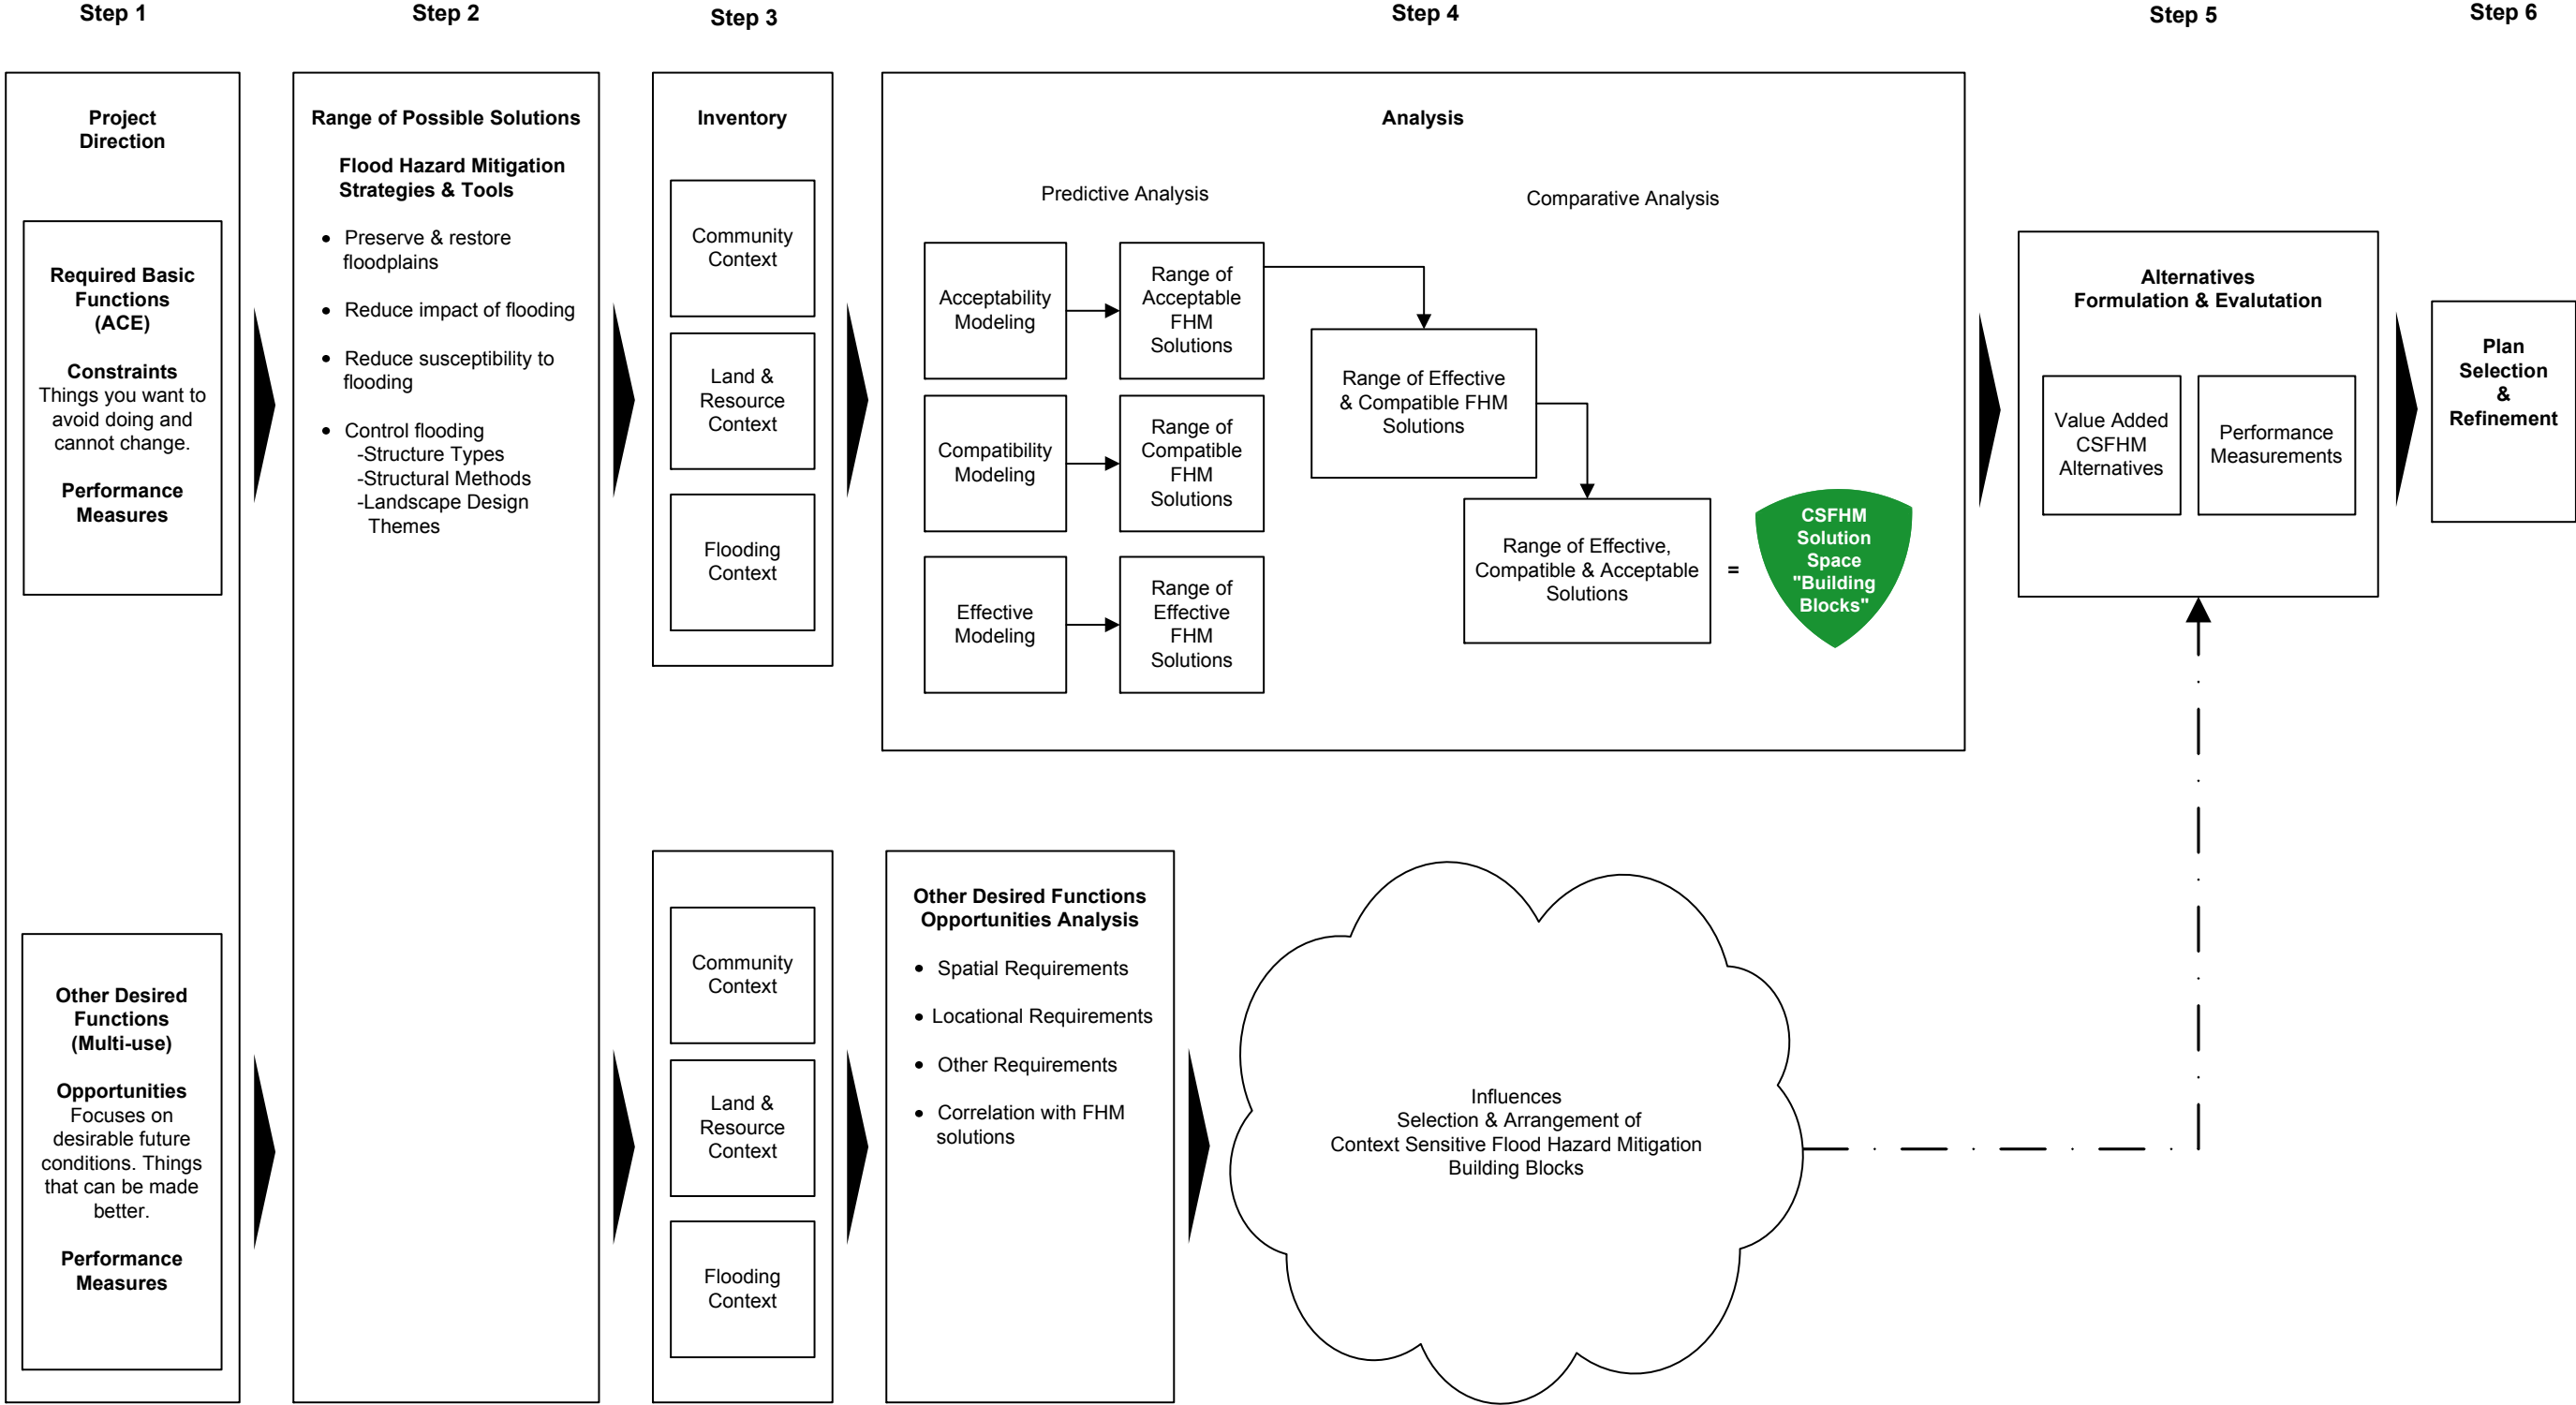 Step 1
Step 2
Step 3
Step 4
Step 5
Step 6
Project
Direction
Required Basic
Functions
(ACE)
Constraints
Things you want to
avoid doing and
cannot change.
Performance
Measures
Other Desired
Functions
(Multi-use)
Opportunities
Focuses on
desirable future
conditions. Things
that can be made
better.
Performance
Measures
Range of Possible Solutions
Flood Hazard Mitigation
Strategies & Tools
• Preserve & restore
floodplains
• Reduce impact of flooding
• Reduce susceptibility to
flooding
• Control flooding
-Structure Types
-Structural Methods
-Landscape Design
Themes
Inventory
Community
Context
Land &
Resource
Context
Flooding
Context
Community
Context
Land &
Resource
Context
Flooding
Context
Analysis
Predictive Analysis
Comparative Analysis
Acceptability
Modeling
Range of
Acceptable
FHM
Solutions
Compatibility
Modeling
Range of
Compatible
FHM
Solutions
Effective
Modeling
Range of
Effective
FHM
Solutions
Range of Effective
& Compatible FHM
Solutions
Range of Effective,
Compatible & Acceptable
Solutions
=
CSFHM
Solution
Space
"Building
Blocks"
Other Desired Functions
Opportunities Analysis
• Spatial Requirements
• Locational Requirements
• Other Requirements
• Correlation with FHM
solutions
Influences
Selection & Arrangement of
Context Sensitive Flood Hazard Mitigation
Building Blocks
Alternatives
Formulation & Evalutation
Value Added
CSFHM
Alternatives
Performance
Measurements
Plan
Selection
&
Refinement